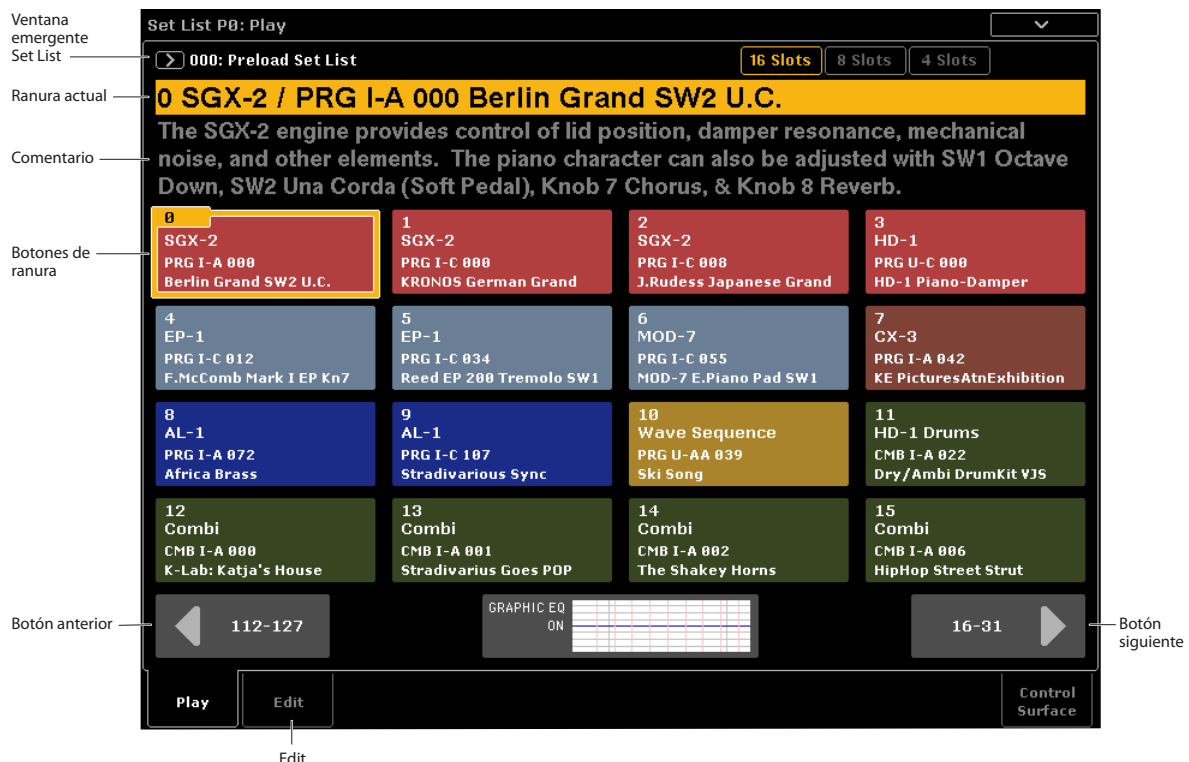 Ventana
emergente
Set List
Set List P0: Play
000: Preload Set List
16 Slots
8 Slots
4 Slots
Ranura actual
0 SGX-2 / PRG I-A 000 Berlin Grand SW2 U.C.
Comentario
The SGX-2 engine provides control of lid position, damper resonance, mechanical
noise, and other elements. The piano character can also be adjusted with SW1 Octave
Down, SW2 Una Corda (Soft Pedal), Knob 7 Chorus, & Knob 8 Reverb.
Botones de
ranura
0
SGX-2
PRG I-A 000
Berlin Grand SW2 U.C.
1
SGX-2
PRG I-C 000
KRONOS German Grand
2
SGX-2
PRG I-C 008
J.Rudess Japanese Grand
3
HD-1
PRG U-C 000
HD-1 Piano-Damper
4
EP-1
PRG I-C 012
F.McComb Mark I EP Kn7
5
EP-1
PRG I-C 034
Reed EP 200 Tremolo SW1
6
MOD-7
PRG I-C 055
MOD-7 E.Piano Pad SW1
7
CX-3
PRG I-A 042
KE PicturesAtnExhibition
8
AL-1
PRG I-A 072
Africa Brass
9
AL-1
PRG I-C 107
Stradivarious Sync
10
Wave Sequence
PRG U-AA 039
Ski Song
11
HD-1 Drums
CMB I-A 022
Dry/Ambi DrumKit VJS
12
Combi
CMB I-A 000
K-Lab: Katja's House
13
Combi
CMB I-A 001
Stradivarius Goes POP
14
Combi
CMB I-A 002
The Shakey Horns
15
Combi
CMB I-A 006
HipHop Street Strut
Botón anterior
112-127
GRAPHIC EQ
ON
16-31
Botón
siguiente
Play
Edit
Control
Surface
Edit